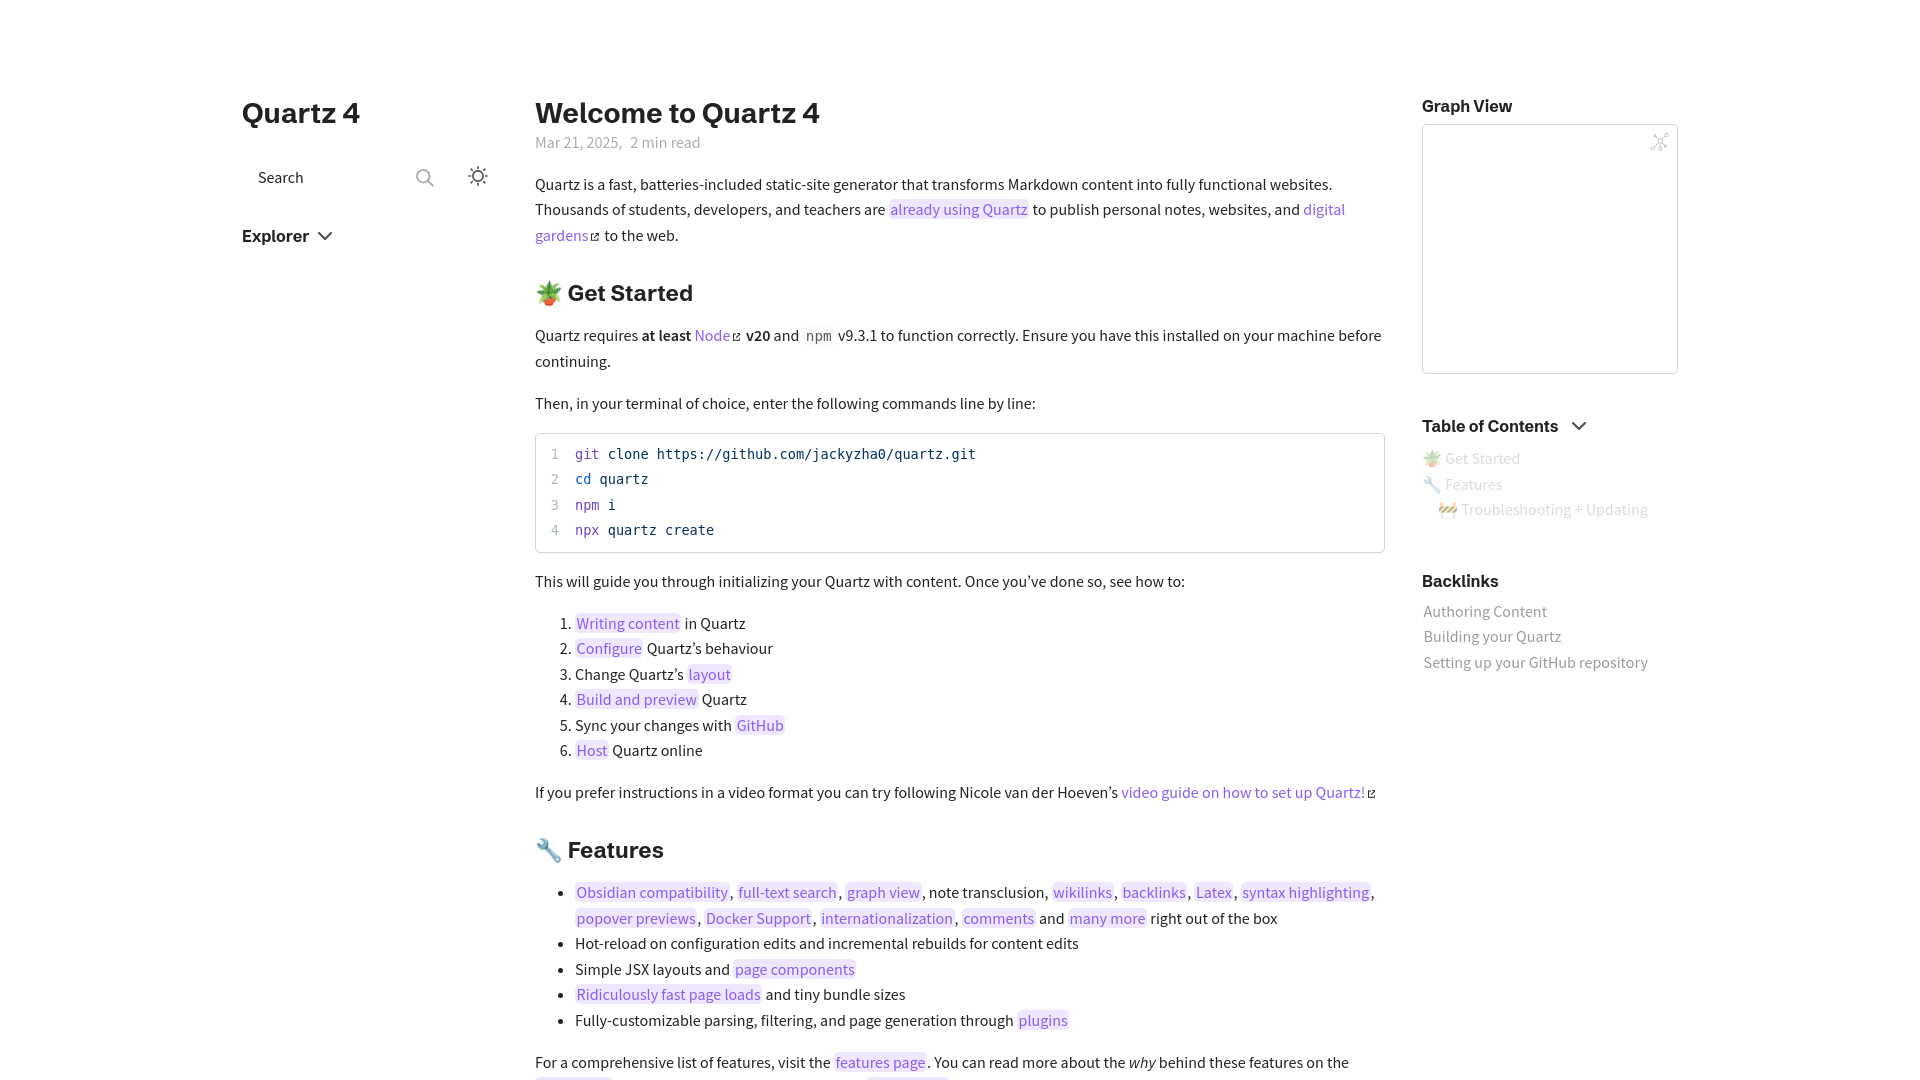 Quartz 4
Search
Explorer
Welcome to Quartz 4
Mar 21, 2025, 2 min read
Quartz is a fast, batteries-included static-site generator that transforms Markdown content into fully functional websites.
Thousands of students, developers, and teachers are already using Quartz to publish personal notes, websites, and digital
gardens to the web.
🪴 Get Started
Quartz requires at least Node v20 and npm v9.3.1 to function correctly. Ensure you have this installed on your machine before
continuing.
Then, in your terminal of choice, enter the following commands line by line:
1 git clone https://github.com/jackyzha0/quartz.git
2 cd quartz
3 npm i
4 npx quartz create
This will guide you through initializing your Quartz with content. Once you’ve done so, see how to:
1. Writing content in Quartz
2. Configure Quartz’s behaviour
3. Change Quartz’s layout
4. Build and preview Quartz
5. Sync your changes with GitHub
6. Host Quartz online
If you prefer instructions in a video format you can try following Nicole van der Hoeven’s video guide on how to set up Quartz!
🔧 Features
• Obsidian compatibility, full-text search, graph view, note transclusion, wikilinks, backlinks, Latex, syntax highlighting,
popover previews, Docker Support, internationalization, comments and many more right out of the box
• Hot-reload on configuration edits and incremental rebuilds for content edits
• Simple JSX layouts and page components
• Ridiculously fast page loads and tiny bundle sizes
• Fully-customizable parsing, filtering, and page generation through plugins
For a comprehensive list of features, visit the features page. You can read more about the why behind these features on the
Graph View
Table of Contents
🪴 Get Started
🔧 Features
🚧 Troubleshooting + Updating
Backlinks
Authoring Content
Building your Quartz
Setting up your GitHub repository